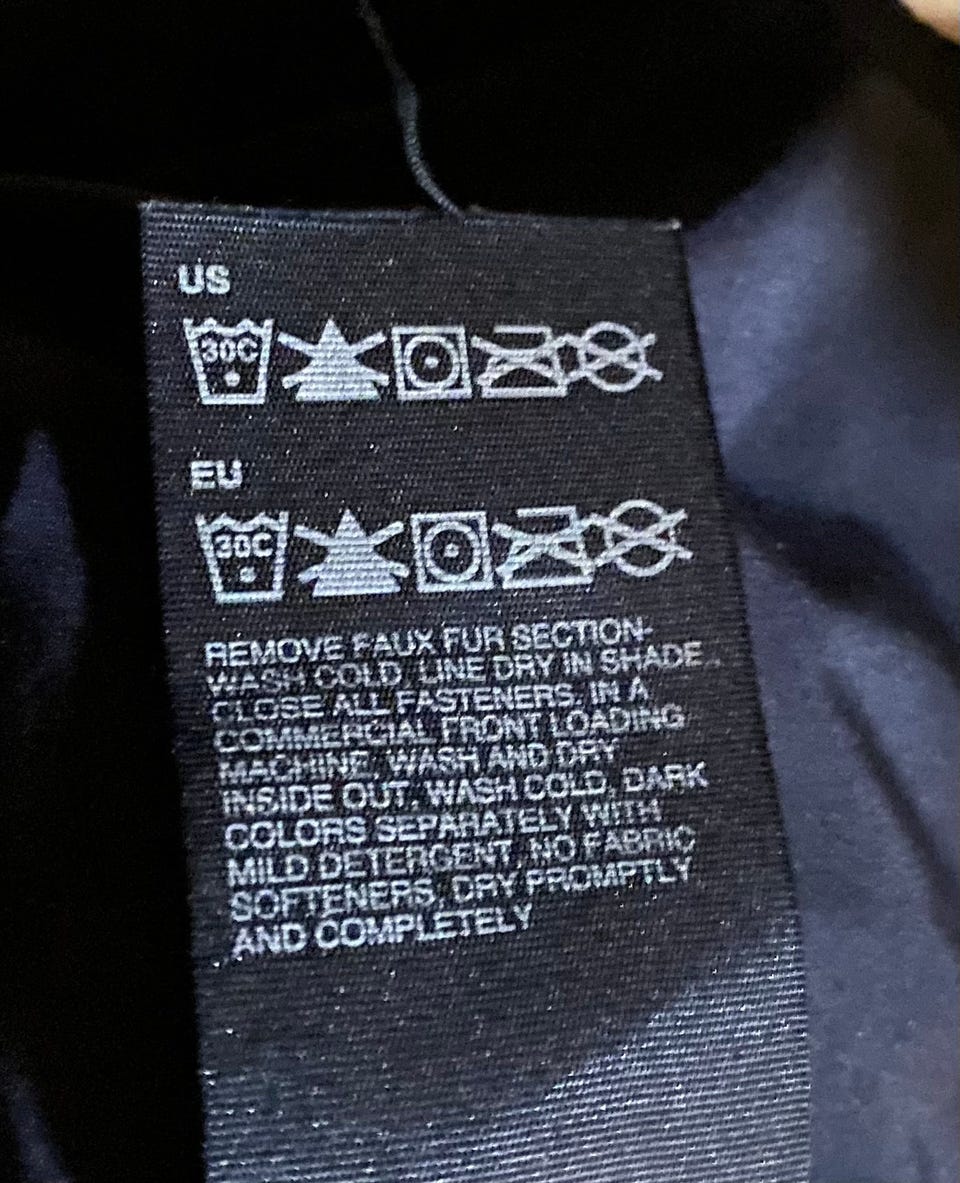 US
30C
EU
30C
REMOVE FAUX FUR SECTION-
WASH COLD, LINE DRY IN SHADE.
CLOSE ALL FASTENERS, IN A
COMMERCIAL FRONT LOADING
MACHINE, WASH AND DRY
INSIDE OUT. WASH COLD, DARK
COLORS SEPARATELY WITH
MILD DETERGENT, NO FABRIC
SOFTENERS, DRY PROMPTLY
AND COMPLETELY